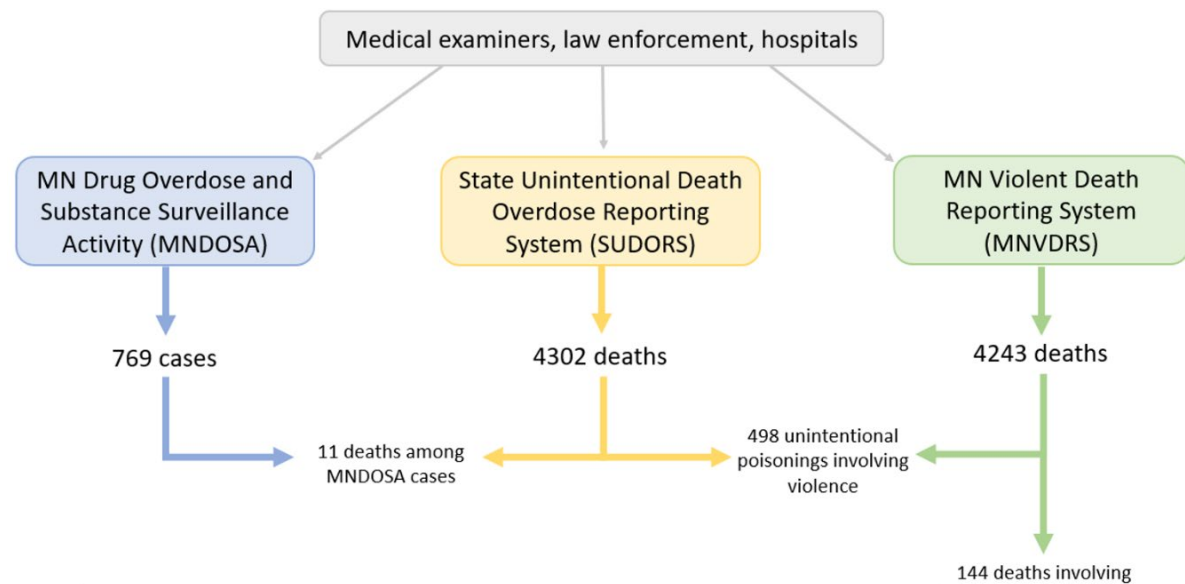 Medical examiners, law enforcement, hospitals
MN Drug Overdose and
Substance Surveillance
Activity (MNDOSA)
State Unintentional Death
Overdose Reporting
System (SUDORS)
MN Violent Death
Reporting System
(MNVDRS)
769 cases
4302 deaths
4243 deaths
11 deaths among
MNDOSA cases
498 unintentional
poisonings involving
violence
144 deaths involving